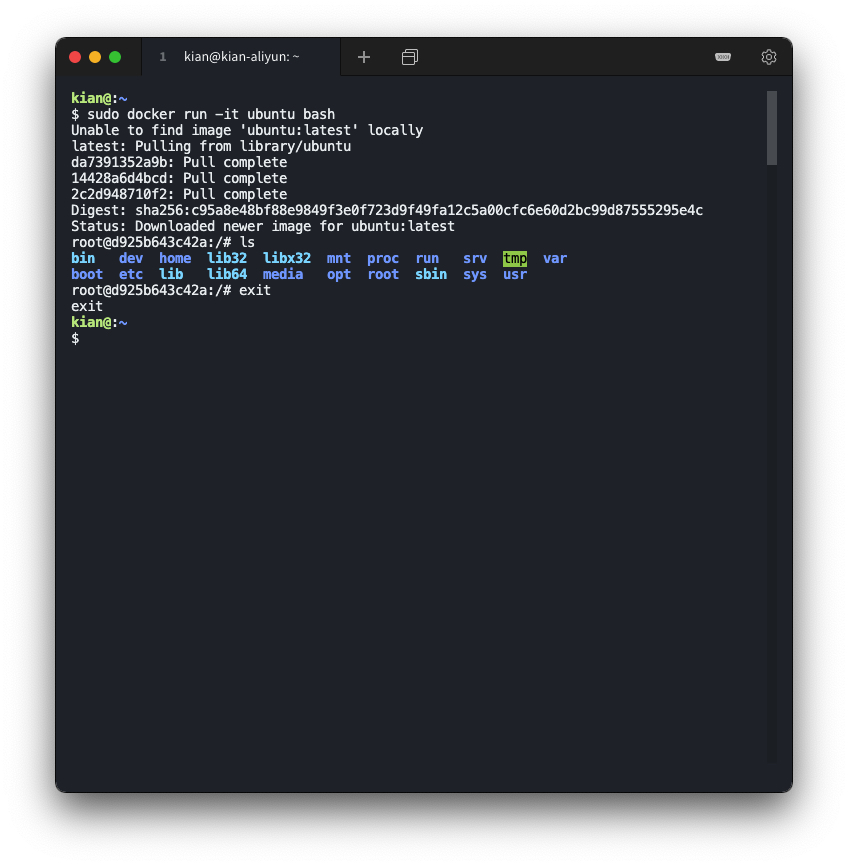 1 kian@kian-aliyun: ~
kian@:~
$ sudo docker run -it ubuntu bash
Unable to find image 'ubuntu:latest' locally
latest: Pulling from library/ubuntu
da7391352a9b: Pull complete
14428a6d4bcd: Pull complete
2c2d948710f2: Pull complete
Digest: sha256:c95a8e48bf88e9849f3e0f723d9f49fa12c5a00cfc6e60d2bc99d87555295e4c
Status: Downloaded newer image for ubuntu:latest
root@d925b643c42a:/# ls
bin dev home lib32 libx32 mnt proc run srv tmp var
boot etc lib lib64 media opt root sbin sys usr
root@d925b643c42a:/# exit
exit
kian@:~
$